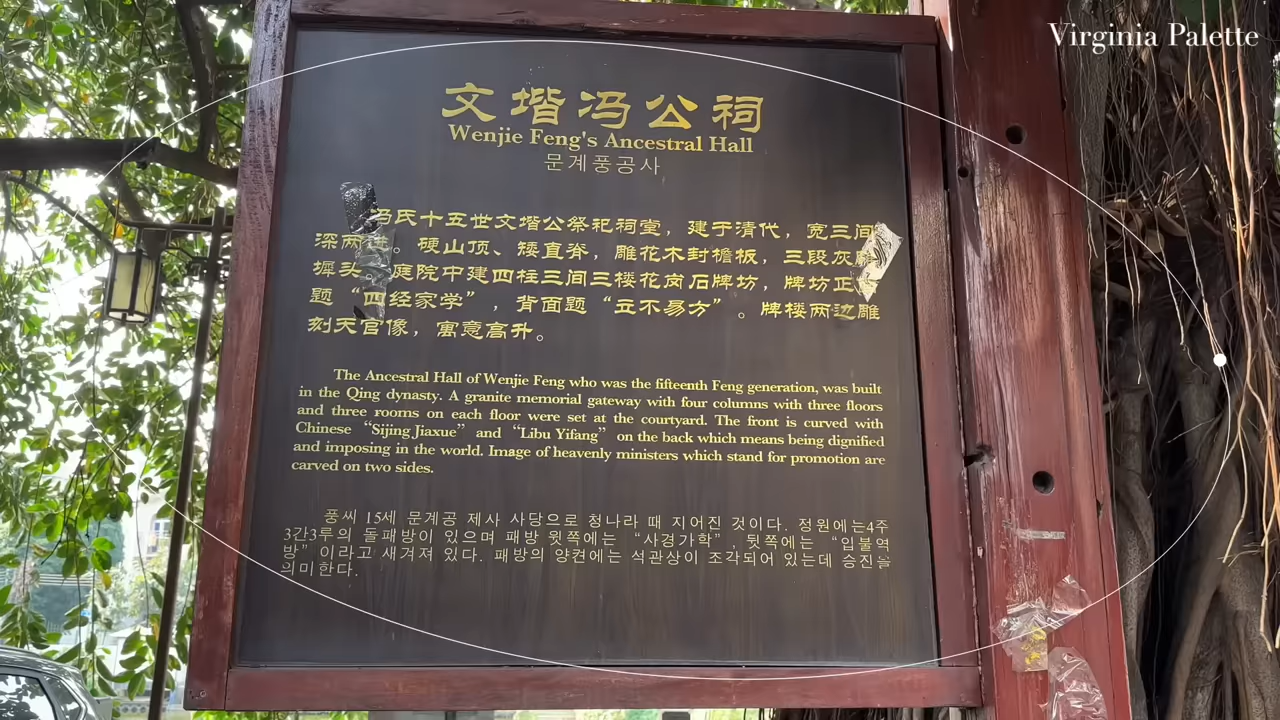 Virginia Palette
文堦冯公祠
Wenjie Feng's Ancestral Hall
문계풍공사
冯氏十五世文堦公祭祀祠堂，建于清代，宽三间
深两进。硬山顶、矮直脊，雕花木封檐板，三段灰雕
墀头。庭院中建四柱三间三楼花岗石牌坊，牌坊正
题“四经家学”，背面题“立不易方”。牌楼两边雕
刻天官像，寓意高升。
The Ancestral Hall of Wenjie Feng who was the fifteenth Feng generation, was built
in the Qing dynasty. A granite memorial gateway with four columns with three floors
and three rooms on each floor were set at the courtyard. The front is curved with
Chinese “Sijing Jiaxue” and “Libu Yifang” on the back which means being dignified
and imposing in the world. Image of heavenly ministers which stand for promotion are
carved on two sides.
풍씨 15세 문계공 제사 사당으로 청나라 때 지어진 것이다. 정원에는4주
3간3루의 돌패방이 있으며 패방 윗쪽에는 “사경가학”, 뒷쪽에는 “입불역
방”이라고 새겨져 있다. 패방의 양켠에는 석관상이 조각되어 있는데 승진을
의미한다.